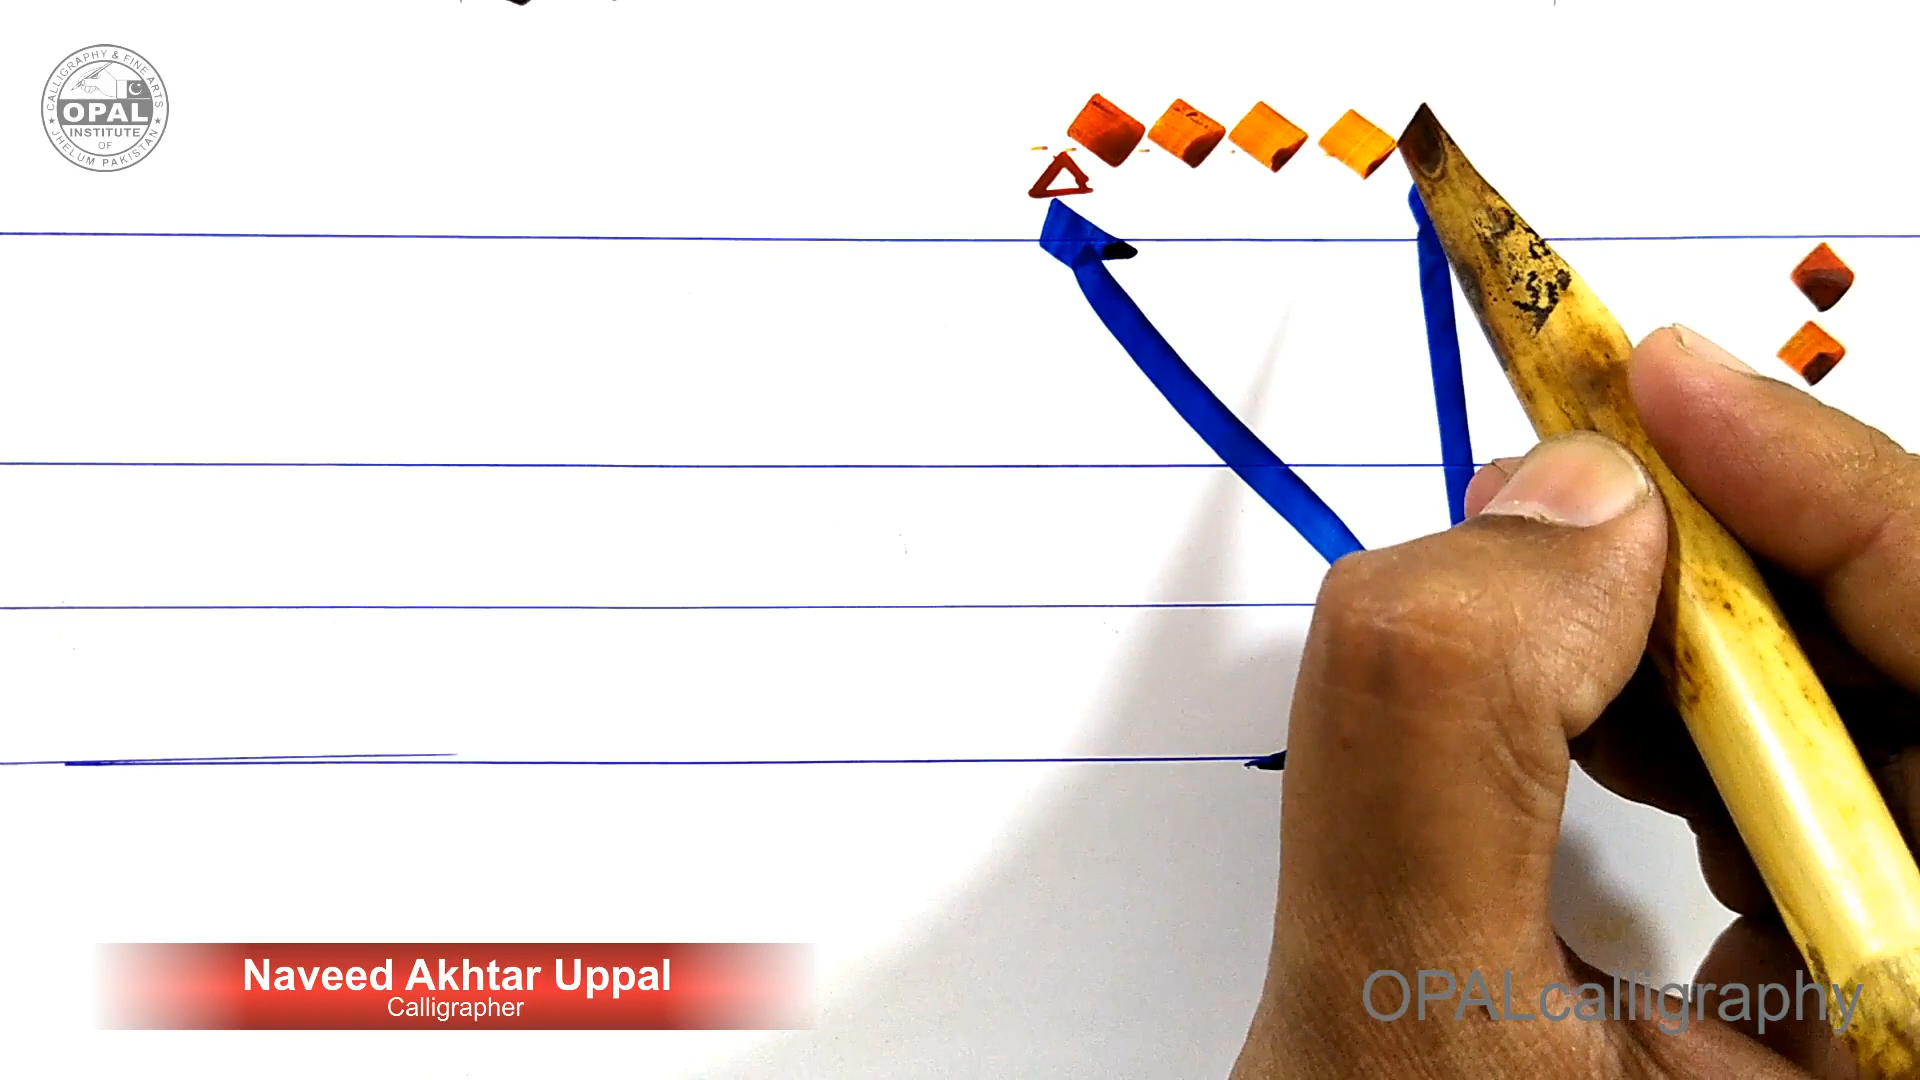 CALLIGRAPHY & FINE ARTS
OPAL
INSTITUTE
OF
JHELUM PAKISTAN
Naveed Akhtar Uppal
Calligrapher
OPALcalligraphy